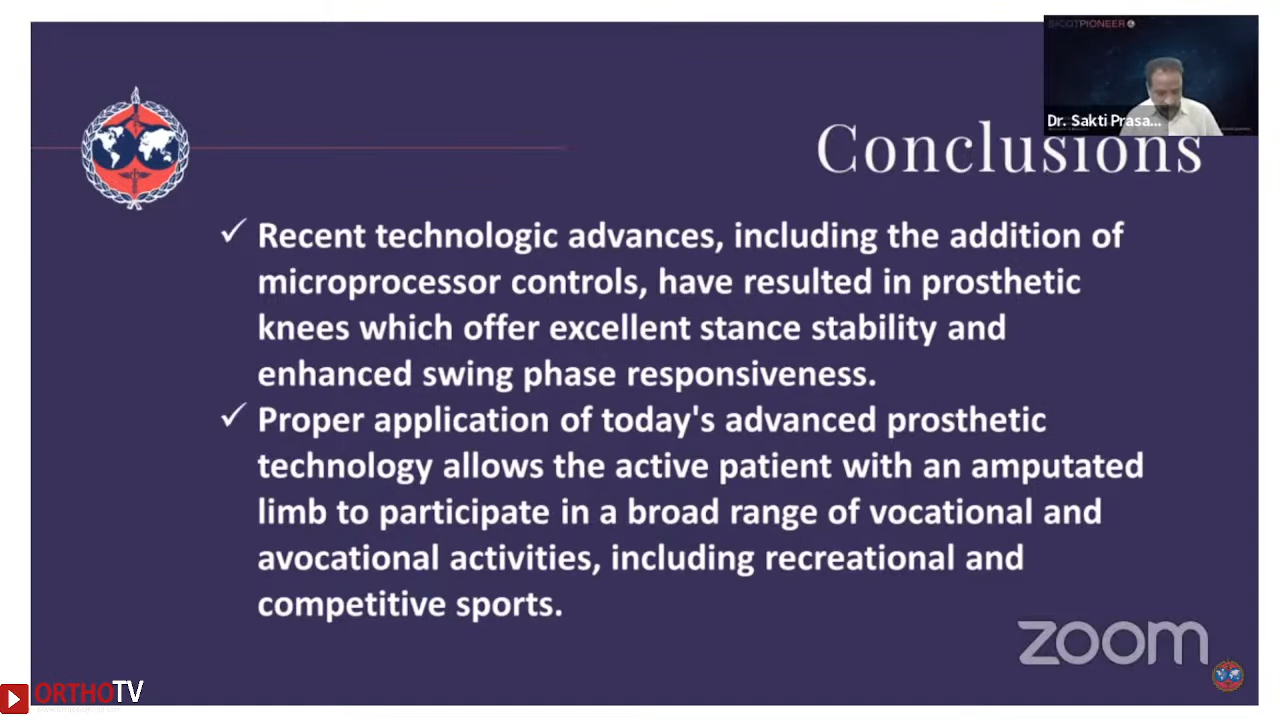 SICOTPIONEER
Dr. Sakti Prasa...
Conclusions
✓ Recent technologic advances, including the addition of
microprocessor controls, have resulted in prosthetic
knees which offer excellent stance stability and
enhanced swing phase responsiveness.
✓ Proper application of today's advanced prosthetic
technology allows the active patient with an amputated
limb to participate in a broad range of vocational and
avocational activities, including recreational and
competitive sports.
zoom
ORTHOTV